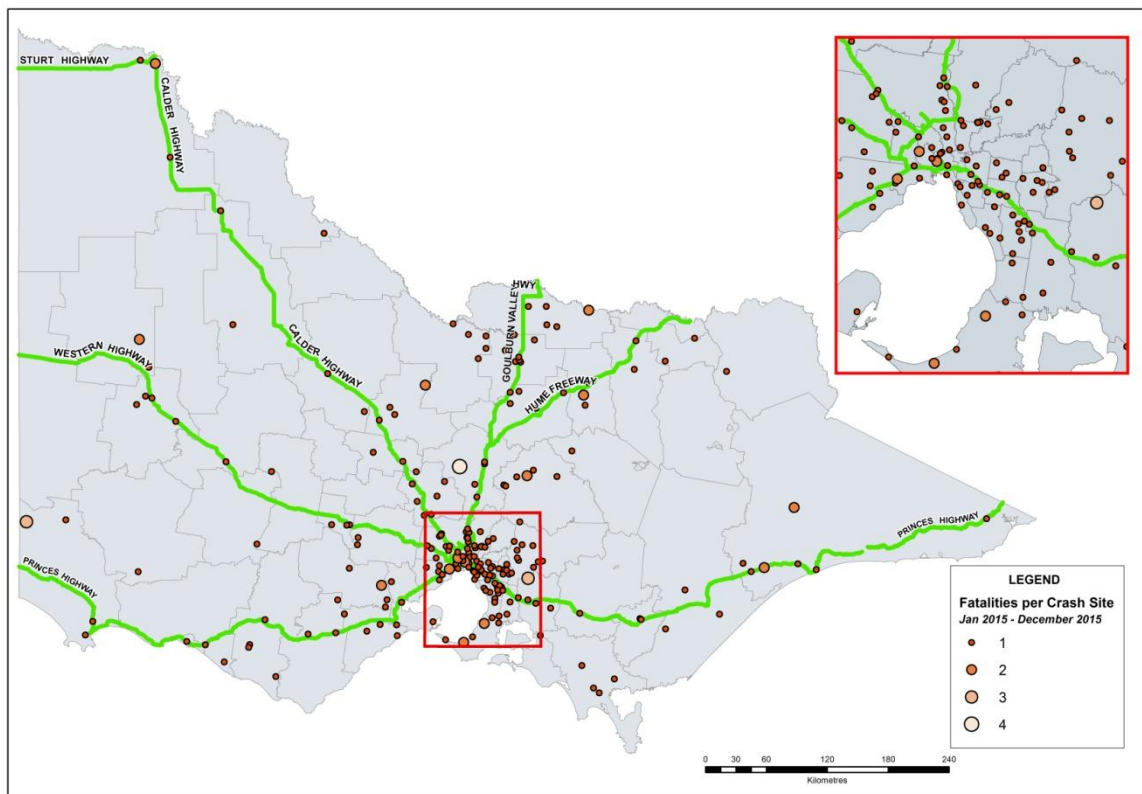 STURT HIGHWAY
CALDER HIGHWAY
GOULBURN VALLEY
HWY
WESTERN HIGHWAY
CALDER HIGHWAY
HUME FREEWAY
PRINCES HIGHWAY
PRINCES HIGHWAY
LEGEND
Fatalities per Crash Site
Jan 2015 - December 2015
1
2
3
4
0 30 60 120 180 240
Kilometres